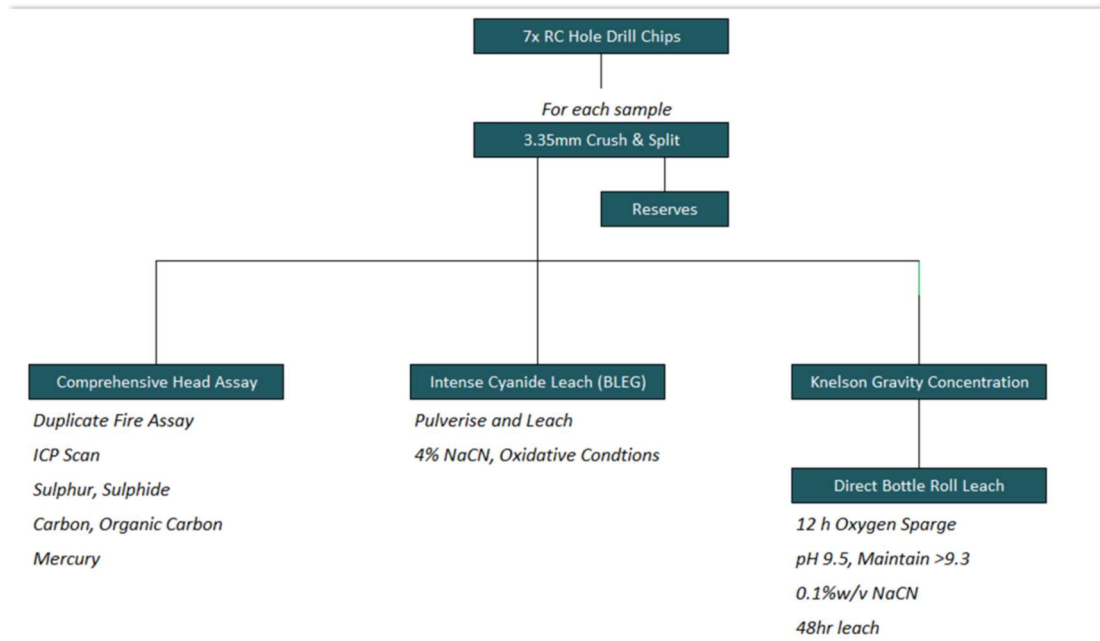 7x RC Hole Drill Chips
For each sample
3.35mm Crush & Split
Reserves
Comprehensive Head Assay
Duplicate Fire Assay
ICP Scan
Sulphur, Sulphide
Carbon, Organic Carbon
Mercury
Intense Cyanide Leach (BLEG)
Pulverise and Leach
4% NaCN, Oxidative Condtions
Knelson Gravity Concentration
Direct Bottle Roll Leach
12 h Oxygen Sparge
pH 9.5, Maintain >9.3
0.1%w/v NaCN
48hr leach